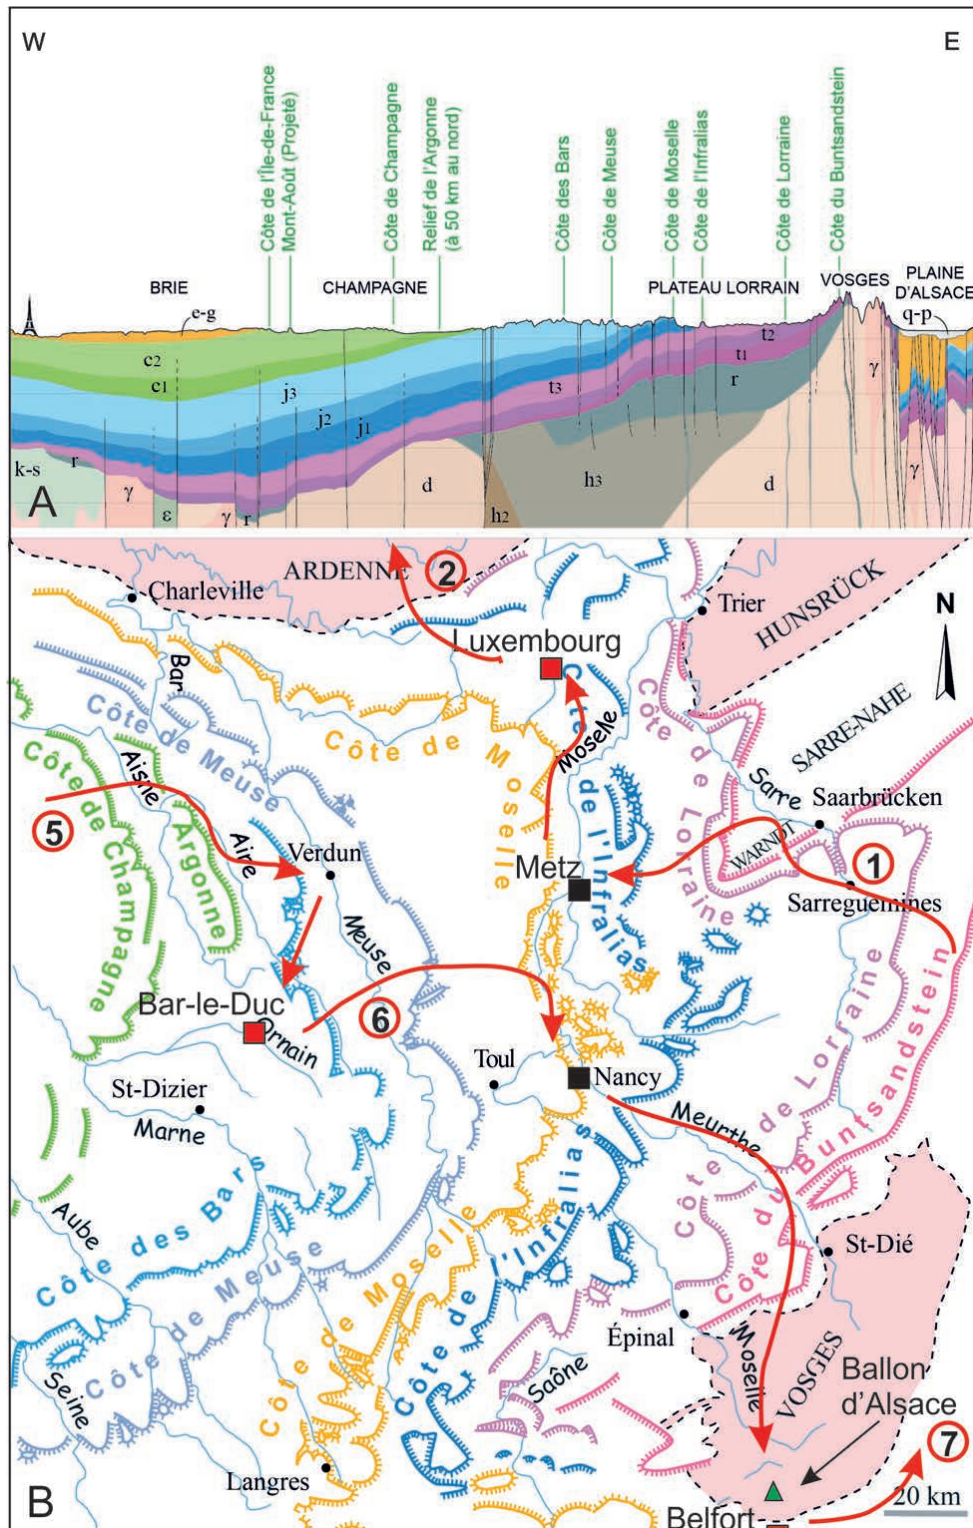 W
E
Côte de l'Île-de-France
Mont-Août (Projeté)
Côte de Champagne
Relief de l'Argonne
(à 50 km au nord)
Côte des Bars
Côte de Meuse
Côte de Moselle
Côte de l'Infralias
Côte de Lorraine
Côte du Buntsandstein
BRIE
CHAMPAGNE
PLATEAU LORRAIN
VOSGES
PLAINE
D'ALSACE
e-g
q-p
c2
c1
j3
j2
j1
t3
t2
t1
r
k-s
r
γ
ε
γ
r
d
h2
h3
d
γ
γ
A
ARDENNE
2
Charleville
Trier
HUNSRÜCK
N
Luxembourg
Bar
Côte de Meuse
Côte de Moselle
Moselle
Côte de l'Infralias
Côte de Lorraine
SARRE-NAHE
Sarre
Saarbrücken
WARNDT
Aisne
Côte de Champagne
5
Argonne
Aire
Verdun
Metz
1
Sarreguemines
Meuse
Bar-le-Duc
Ornain
6
Toul
Nancy
St-Dizier
Marne
Meurthe
Côte de Lorraine
Côte du Buntsandstein
Aube
Côte des Bars
Côte de Meuse
Côte de Moselle
Côte de l'Infralias
St-Dié
Épinal
Moselle
VOSGES
Saône
Seine
Ballon
d'Alsace
7
Langres
20 km
Belfort
B